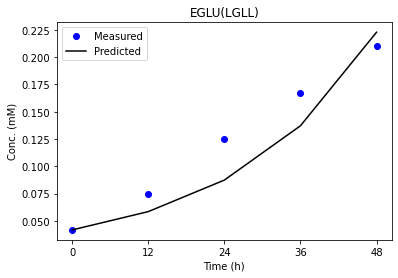 EGLU(LGLL)
Measured
Predicted
0.225
0.200
0.175
0.150
0.125
0.100
0.075
0.050
Conc. (mM)
0 12 24 36 48
Time (h)